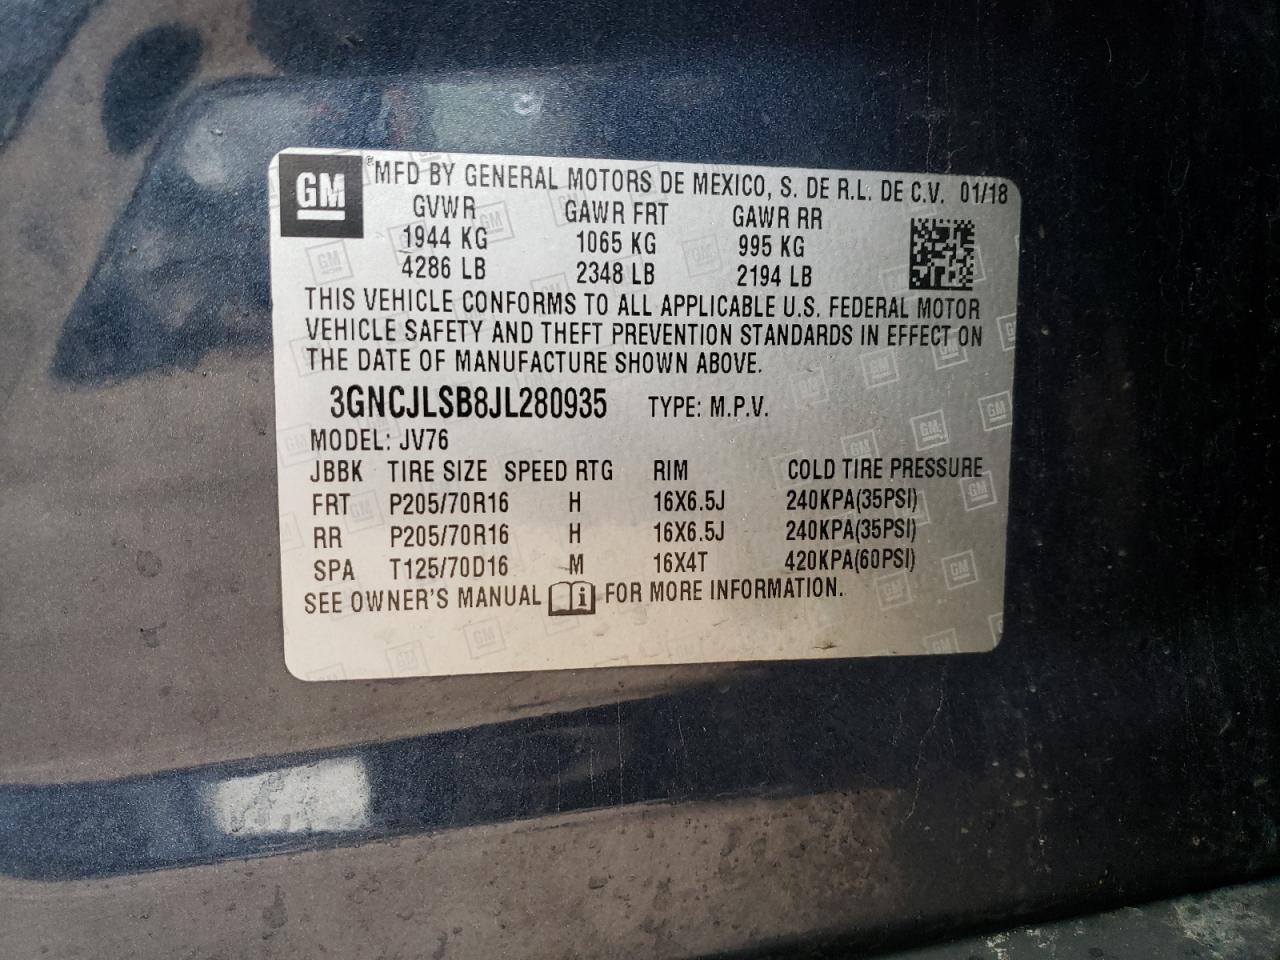 GM ® MFD BY GENERAL MOTORS DE MEXICO, S. DE R.L. DE C.V. 01/18
GVWR GAWR FRT GAWR RR
1944 KG 1065 KG 995 KG
4286 LB 2348 LB 2194 LB
THIS VEHICLE CONFORMS TO ALL APPLICABLE U.S. FEDERAL MOTOR
VEHICLE SAFETY AND THEFT PREVENTION STANDARDS IN EFFECT ON
THE DATE OF MANUFACTURE SHOWN ABOVE.
3GNCJLSB8JL280935 TYPE: M.P.V.
MODEL: JV76
JBBK TIRE SIZE SPEED RTG RIM COLD TIRE PRESSURE
FRT P205/70R16 H 16X6.5J 240KPA(35PSI)
RR P205/70R16 H 16X6.5J 240KPA(35PSI)
SPA T125/70D16 M 16X4T 420KPA(60PSI)
SEE OWNER'S MANUAL i FOR MORE INFORMATION.